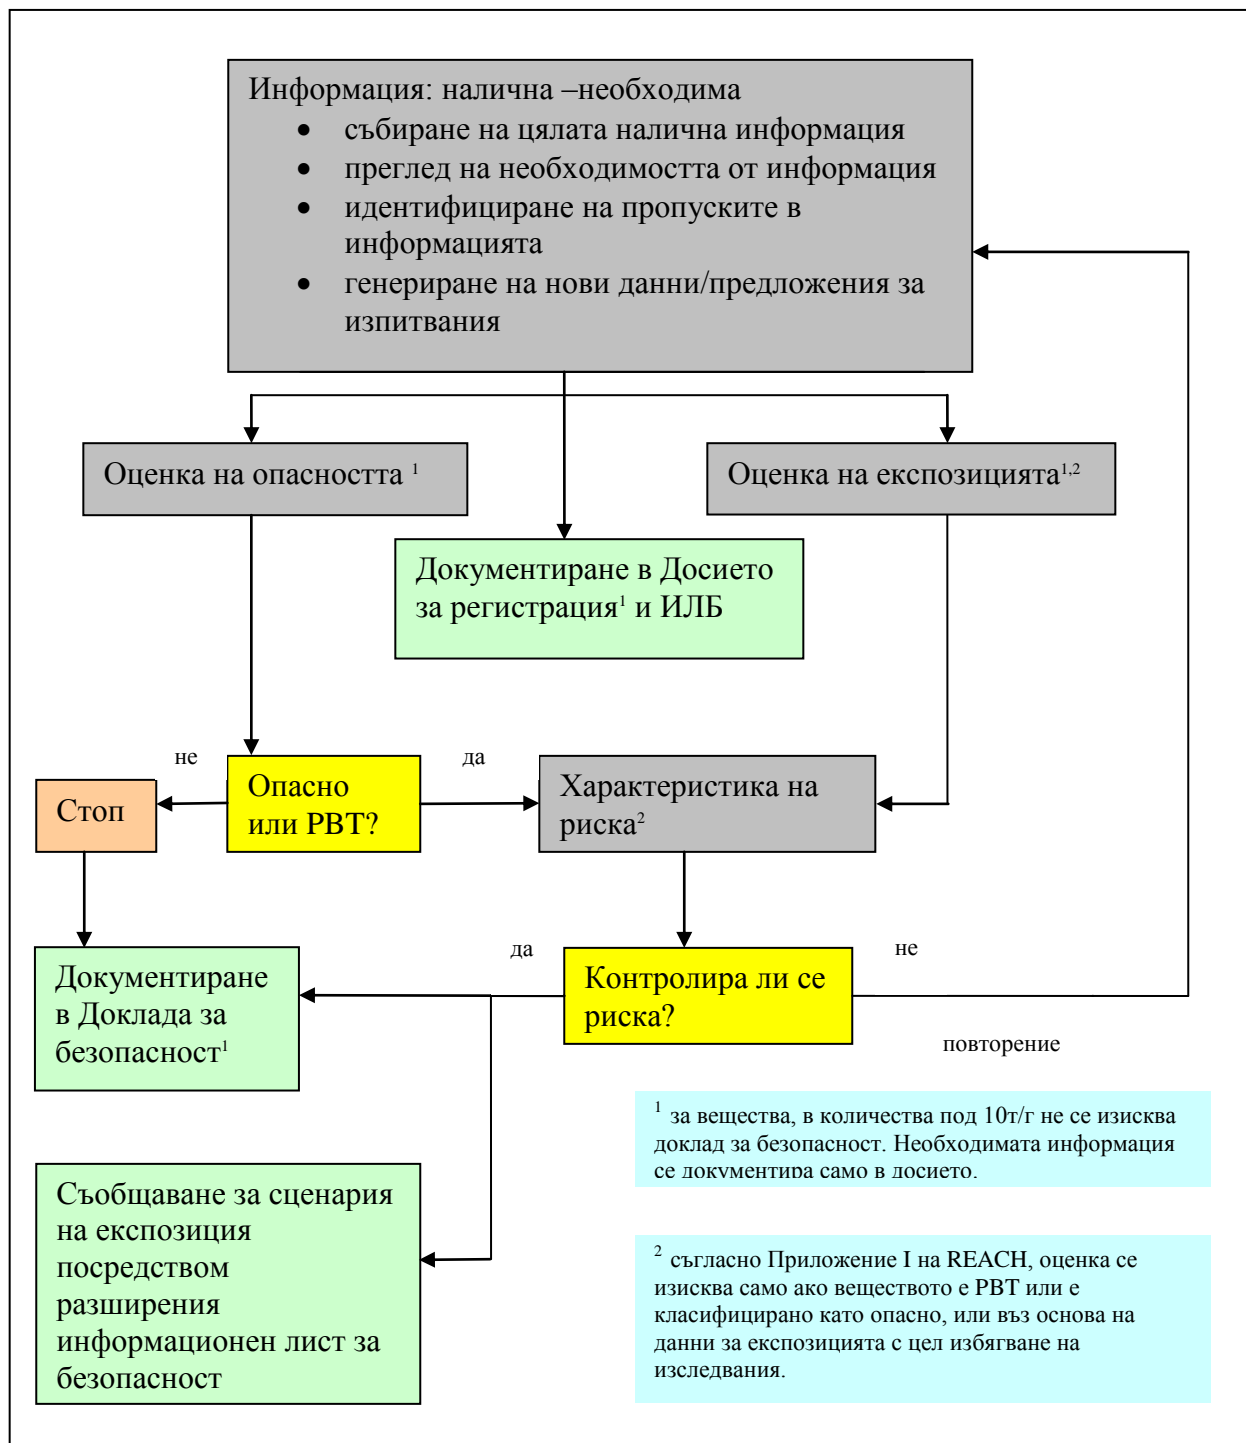 Информация: налична –необходима
• събиране на цялата налична информация
• преглед на необходимостта от информация
• идентифициране на пропуските в
информацията
• генериране на нови данни/предложения за
изпитвания
Оценка на опасността ¹
Оценка на експозицията¹,²
Документиране в Досието
за регистрация¹ и ИЛБ
не
да
Стоп
Опасно
или PBT?
Характеристика на
риска²
да
не
Документиране
в Доклада за
безопасност¹
Контролира ли се
риска?
повторение
¹ за вещества, в количества под 10т/г не се изисква
доклад за безопасност. Необходимата информация
се документира само в досието.
Съобщаване за сценария
на експозиция
посредством
разширения
информационен лист за
безопасност
² съгласно Приложение I на REACH, оценка се
изисква само ако веществото е PBT или е
класифицирано като опасно, или въз основа на
данни за експозицията с цел избягване на
изследвания.